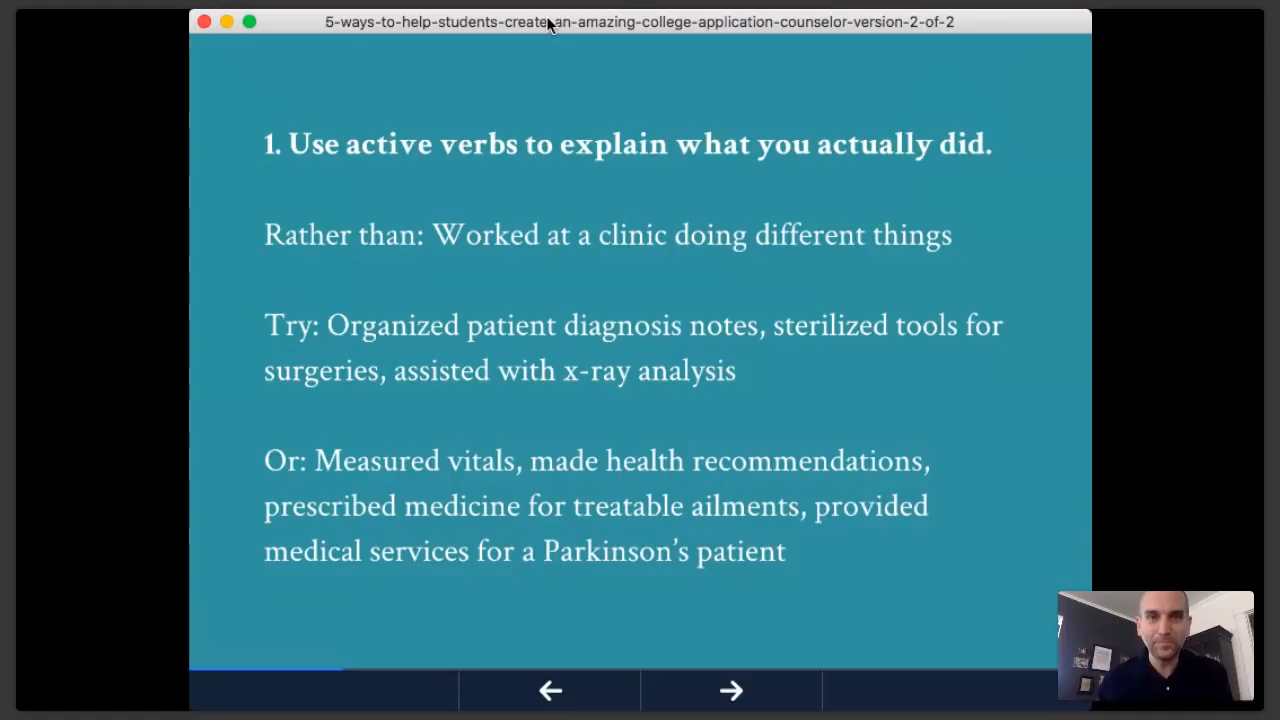 5-ways-to-help-students-create-an-amazing-college-application-counselor-version-2-of-2
1. Use active verbs to explain what you actually did.
Rather than: Worked at a clinic doing different things
Try: Organized patient diagnosis notes, sterilized tools for
surgeries, assisted with x-ray analysis
Or: Measured vitals, made health recommendations,
prescribed medicine for treatable ailments, provided
medical services for a Parkinson’s patient